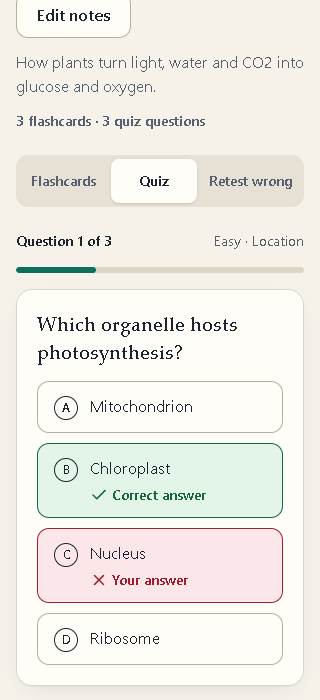 Edit notes
How plants turn light, water and CO2 into
glucose and oxygen.
3 flashcards · 3 quiz questions
Flashcards Quiz Retest wrong
Question 1 of 3 Easy · Location
Which organelle hosts
photosynthesis?
A Mitochondrion
B Chloroplast
Correct answer
C Nucleus
Your answer
D Ribosome